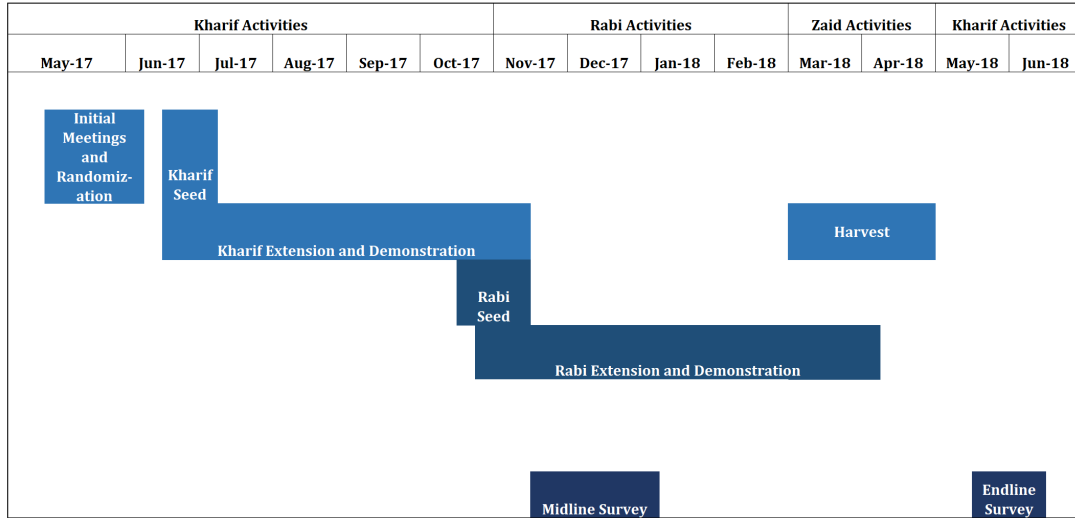 Kharif Activities
Rabi Activities
Zaid Activities
Kharif Activities
May-17
Jun-17
Jul-17
Aug-17
Sep-17
Oct-17
Nov-17
Dec-17
Jan-18
Feb-18
Mar-18
Apr-18
May-18
Jun-18
Initial
Meetings
and
Randomiz-
ation
Kharif
Seed
Kharif Extension and Demonstration
Harvest
Rabi
Seed
Rabi Extension and Demonstration
Midline Survey
Endline
Survey